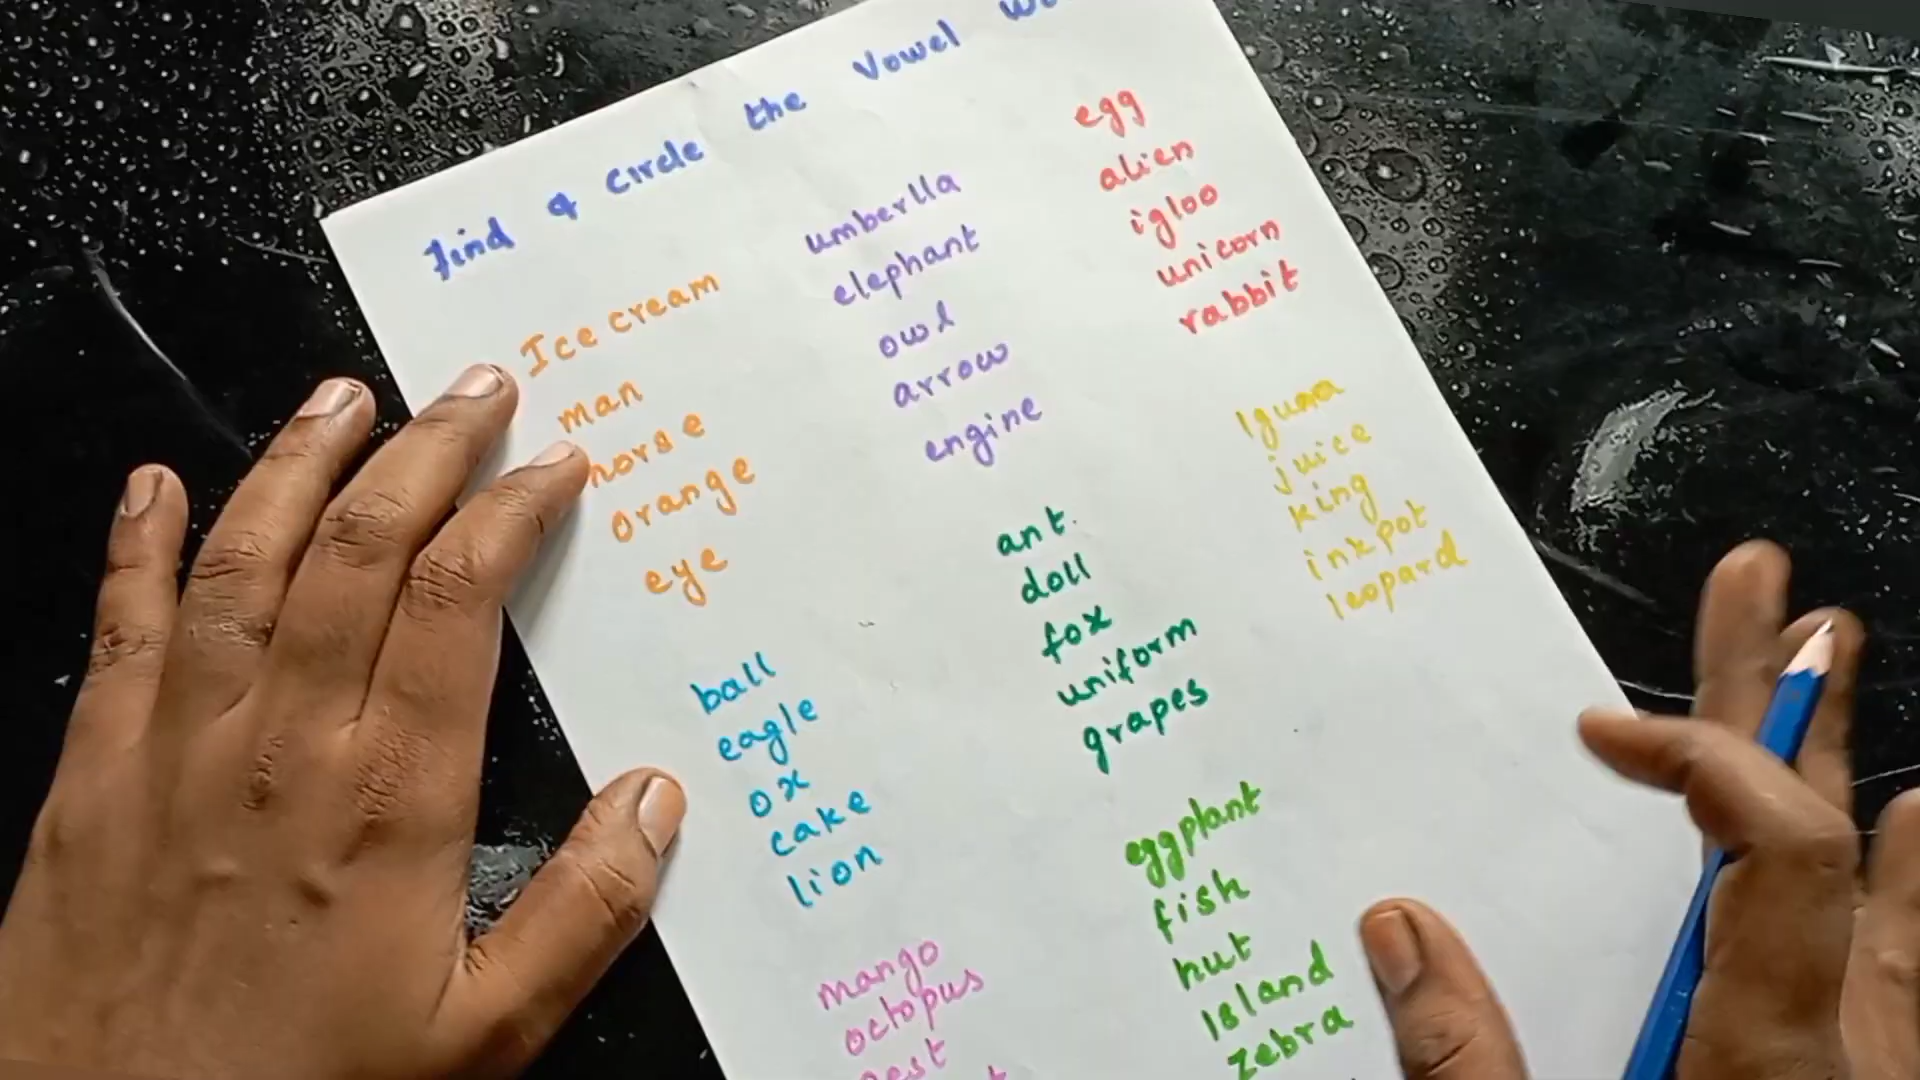 Find & circle the Vowel
Ice cream
man
horse
orange
eye
umberlla
elephant
owl
arrow
engine
egg
alien
igloo
unicorn
rabbit
ball
eagle
ox
cake
lion
ant.
doll
fox
uniform
grapes
Iguna
juice
king
inkpot
leopard
mango
octopus
eggplant
fish
hut
Island
zebra